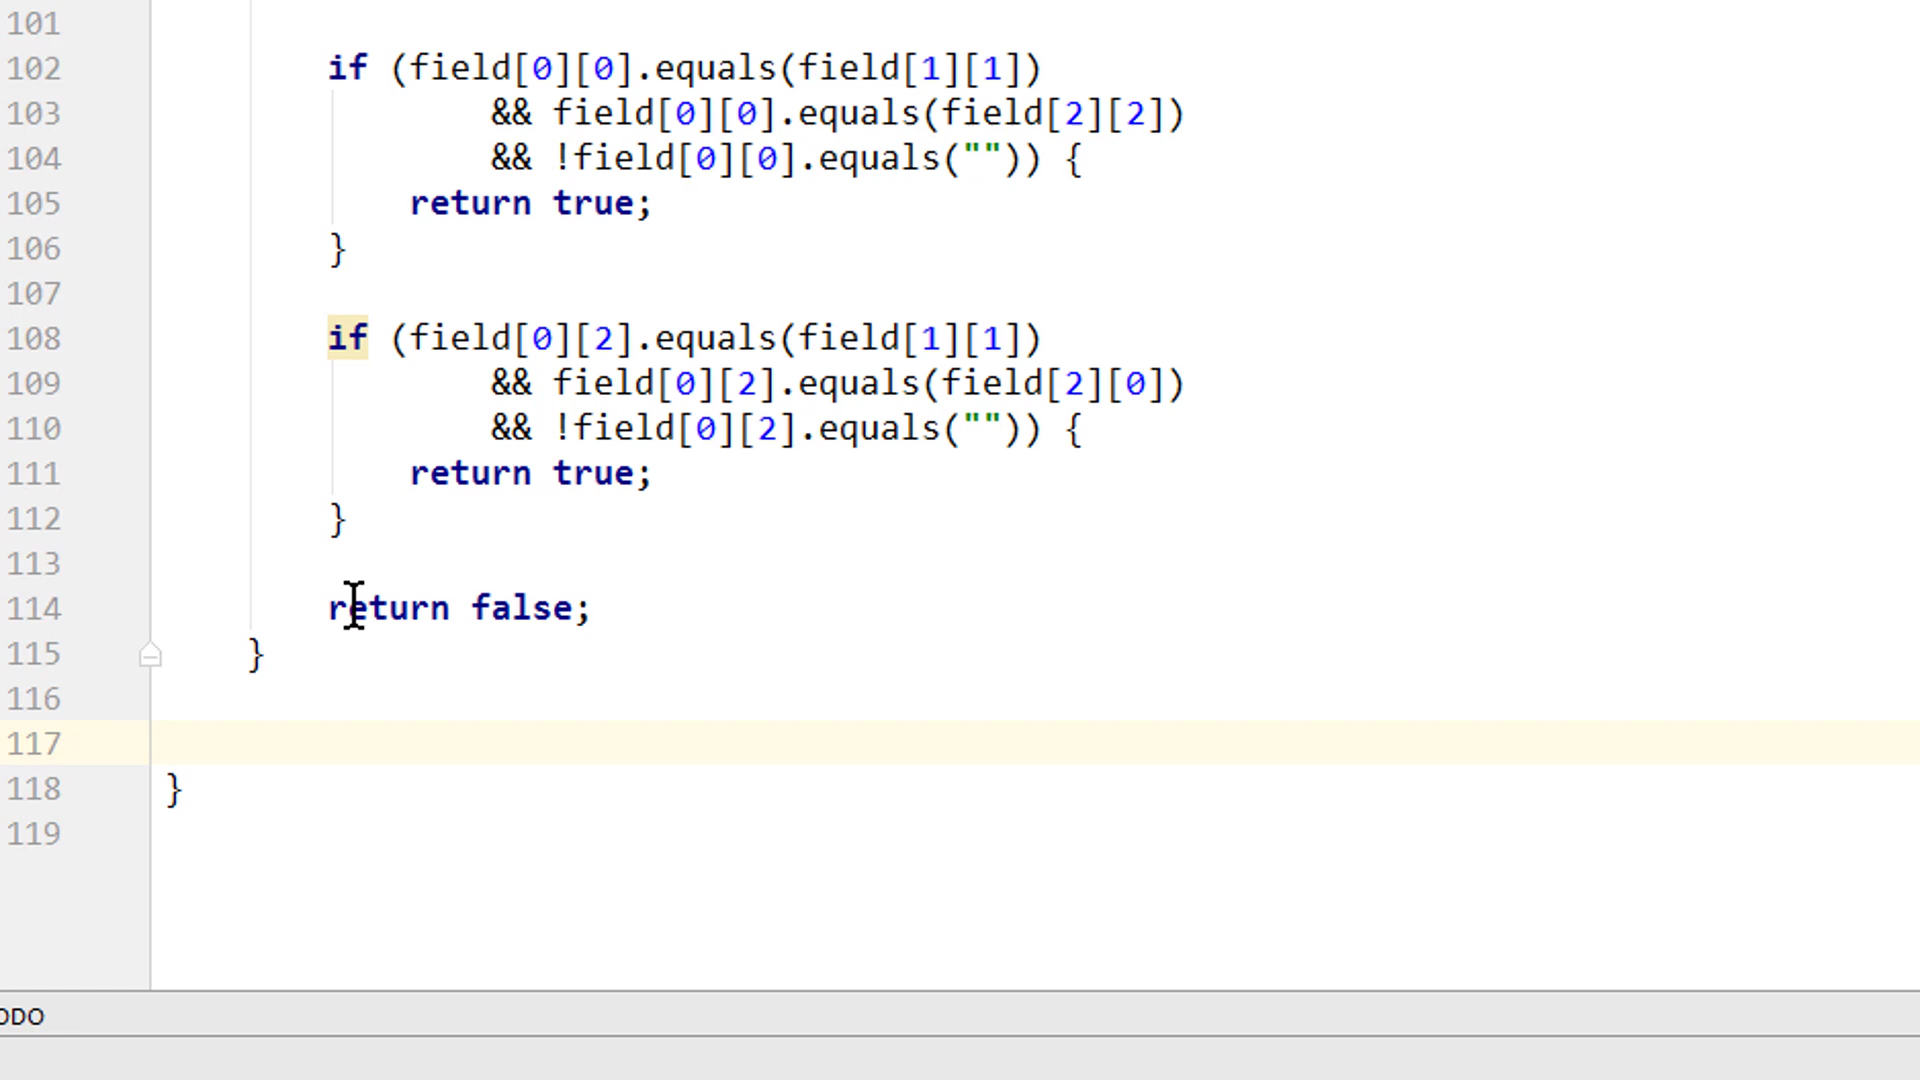 101
102 if (field[0][0].equals(field[1][1])
103 && field[0][0].equals(field[2][2])
104 && !field[0][0].equals("")) {
105 return true;
106 }
107
108 if (field[0][2].equals(field[1][1])
109 && field[0][2].equals(field[2][0])
110 && !field[0][2].equals("")) {
111 return true;
112 }
113
114 return false;
115 }
116
117
118 }
119
ODO